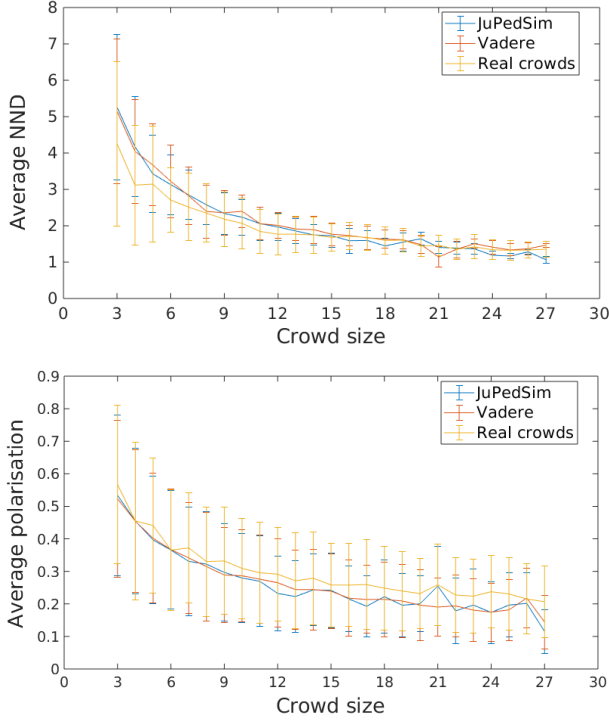 8
7
6
5
4
3
2
1
0
Average NND
JuPedSim
Vadere
Real crowds
0 3 6 9 12 15 18 21 24 27 30
Crowd size
0.9
0.8
0.7
0.6
0.5
0.4
0.3
0.2
0.1
0
Average polarisation
JuPedSim
Vadere
Real crowds
0 3 6 9 12 15 18 21 24 27 30
Crowd size